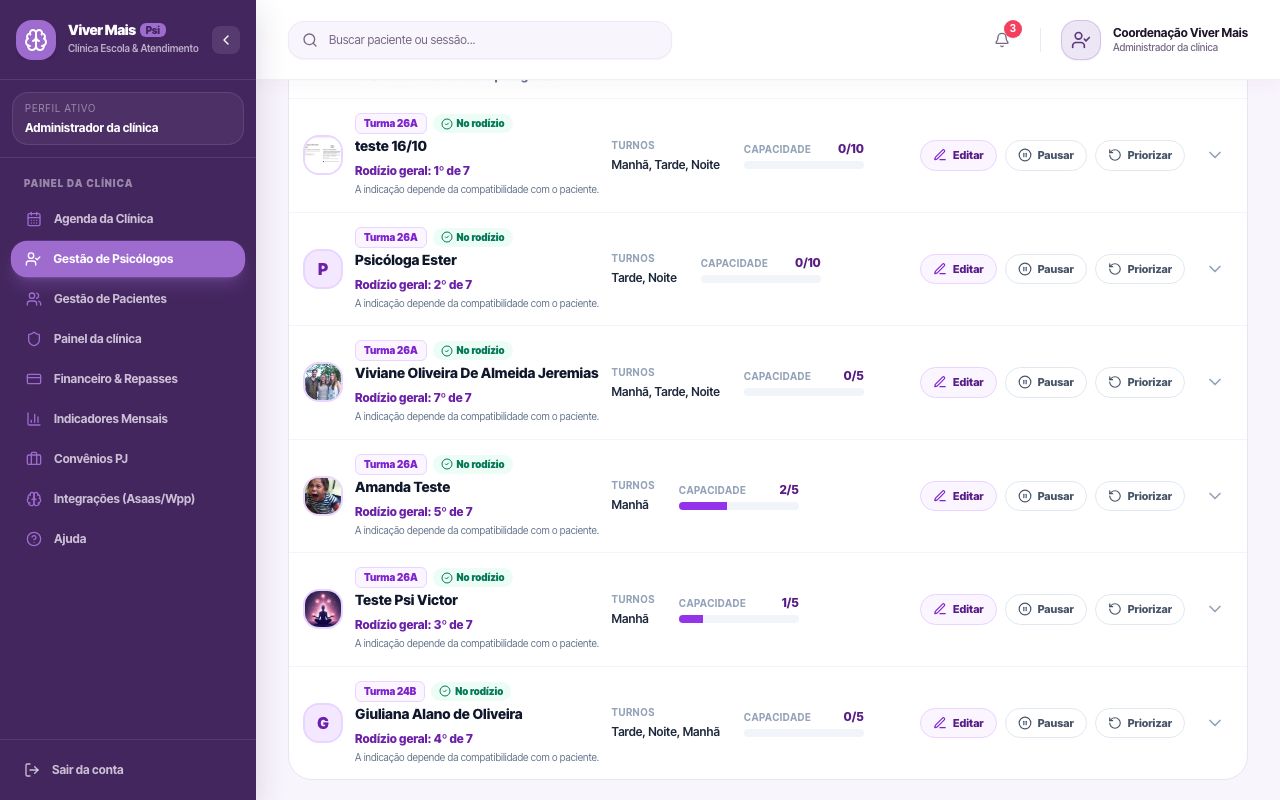 Viver Mais Psi
Clínica Escola & Atendimento
PERFIL ATIVO
Administrador da clínica
PAINEL DA CLÍNICA
Agenda da Clínica
Gestão de Psicólogos
Gestão de Pacientes
Painel da clínica
Financeiro & Repasses
Indicadores Mensais
Convênios PJ
Integrações (Asaas/Wpp)
Ajuda
Sair da conta
Buscar paciente ou sessão...
3
Coordenação Viver Mais
Administrador da clínica
Turma 26A No rodízio
teste 16/10
Rodízio geral: 1º de 7
A indicação depende da compatibilidade com o paciente.
TURNOS
Manhã, Tarde, Noite
CAPACIDADE 0/10
Editar Pausar Priorizar
Turma 26A No rodízio
P
Psicóloga Ester
Rodízio geral: 2º de 7
A indicação depende da compatibilidade com o paciente.
TURNOS
Tarde, Noite
CAPACIDADE 0/10
Editar Pausar Priorizar
Turma 26A No rodízio
Viviane Oliveira De Almeida Jeremias
Rodízio geral: 7º de 7
A indicação depende da compatibilidade com o paciente.
TURNOS
Manhã, Tarde, Noite
CAPACIDADE 0/5
Editar Pausar Priorizar
Turma 26A No rodízio
Amanda Teste
Rodízio geral: 5º de 7
A indicação depende da compatibilidade com o paciente.
TURNOS
Manhã
CAPACIDADE 2/5
Editar Pausar Priorizar
Turma 26A No rodízio
Teste Psi Victor
Rodízio geral: 3º de 7
A indicação depende da compatibilidade com o paciente.
TURNOS
Manhã
CAPACIDADE 1/5
Editar Pausar Priorizar
Turma 24B No rodízio
G
Giuliana Alano de Oliveira
Rodízio geral: 4º de 7
A indicação depende da compatibilidade com o paciente.
TURNOS
Tarde, Noite, Manhã
CAPACIDADE 0/5
Editar Pausar Priorizar